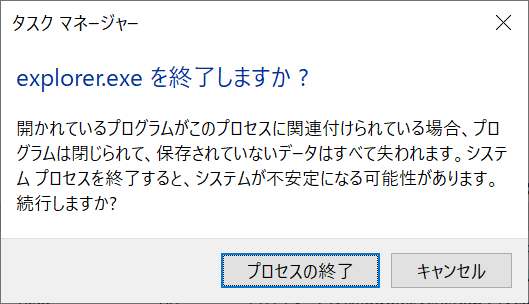 タスク マネージャー
explorer.exe を終了しますか ?
開かれているプログラムがこのプロセスに関連付けられている場合、プロ
グラムは閉じられて、保存されていないデータはすべて失われます。システ
ム プロセスを終了すると、システムが不安定になる可能性があります。
続行しますか?
プロセスの終了
キャンセル